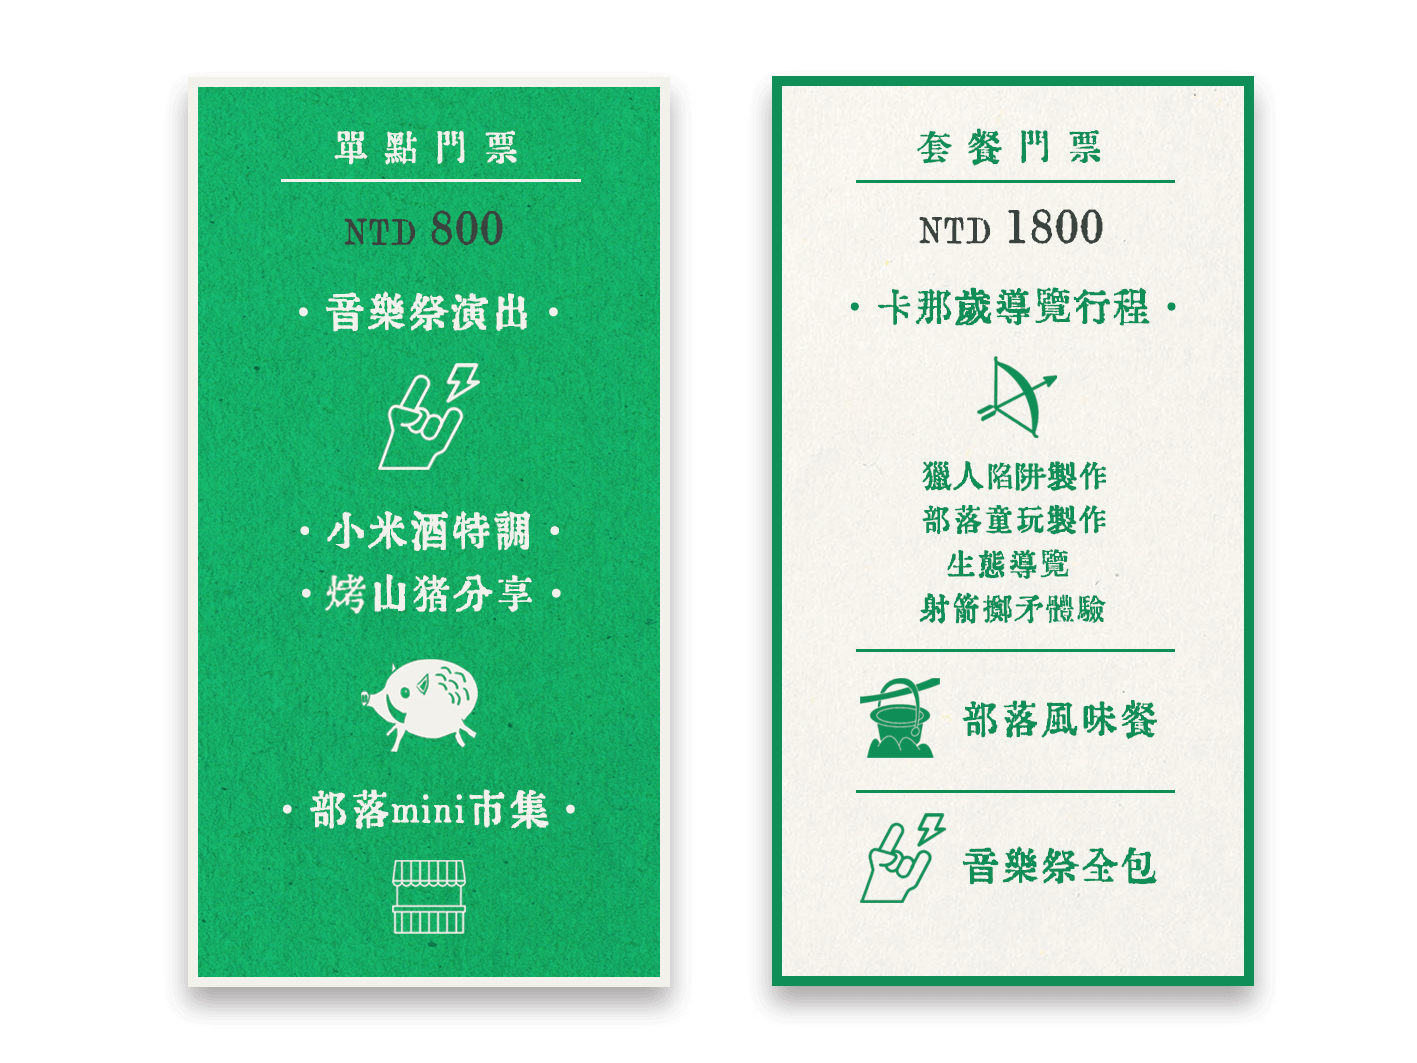 單點門票
NTD 800
・音樂祭演出・
・小米酒特調・
・烤山豬分享・
・部落mini市集・
套餐門票
NTD 1800
・卡那歲導覽行程・
獵人陷阱製作
部落童玩製作
生態導覽
射箭擲矛體驗
部落風味餐
音樂祭全包